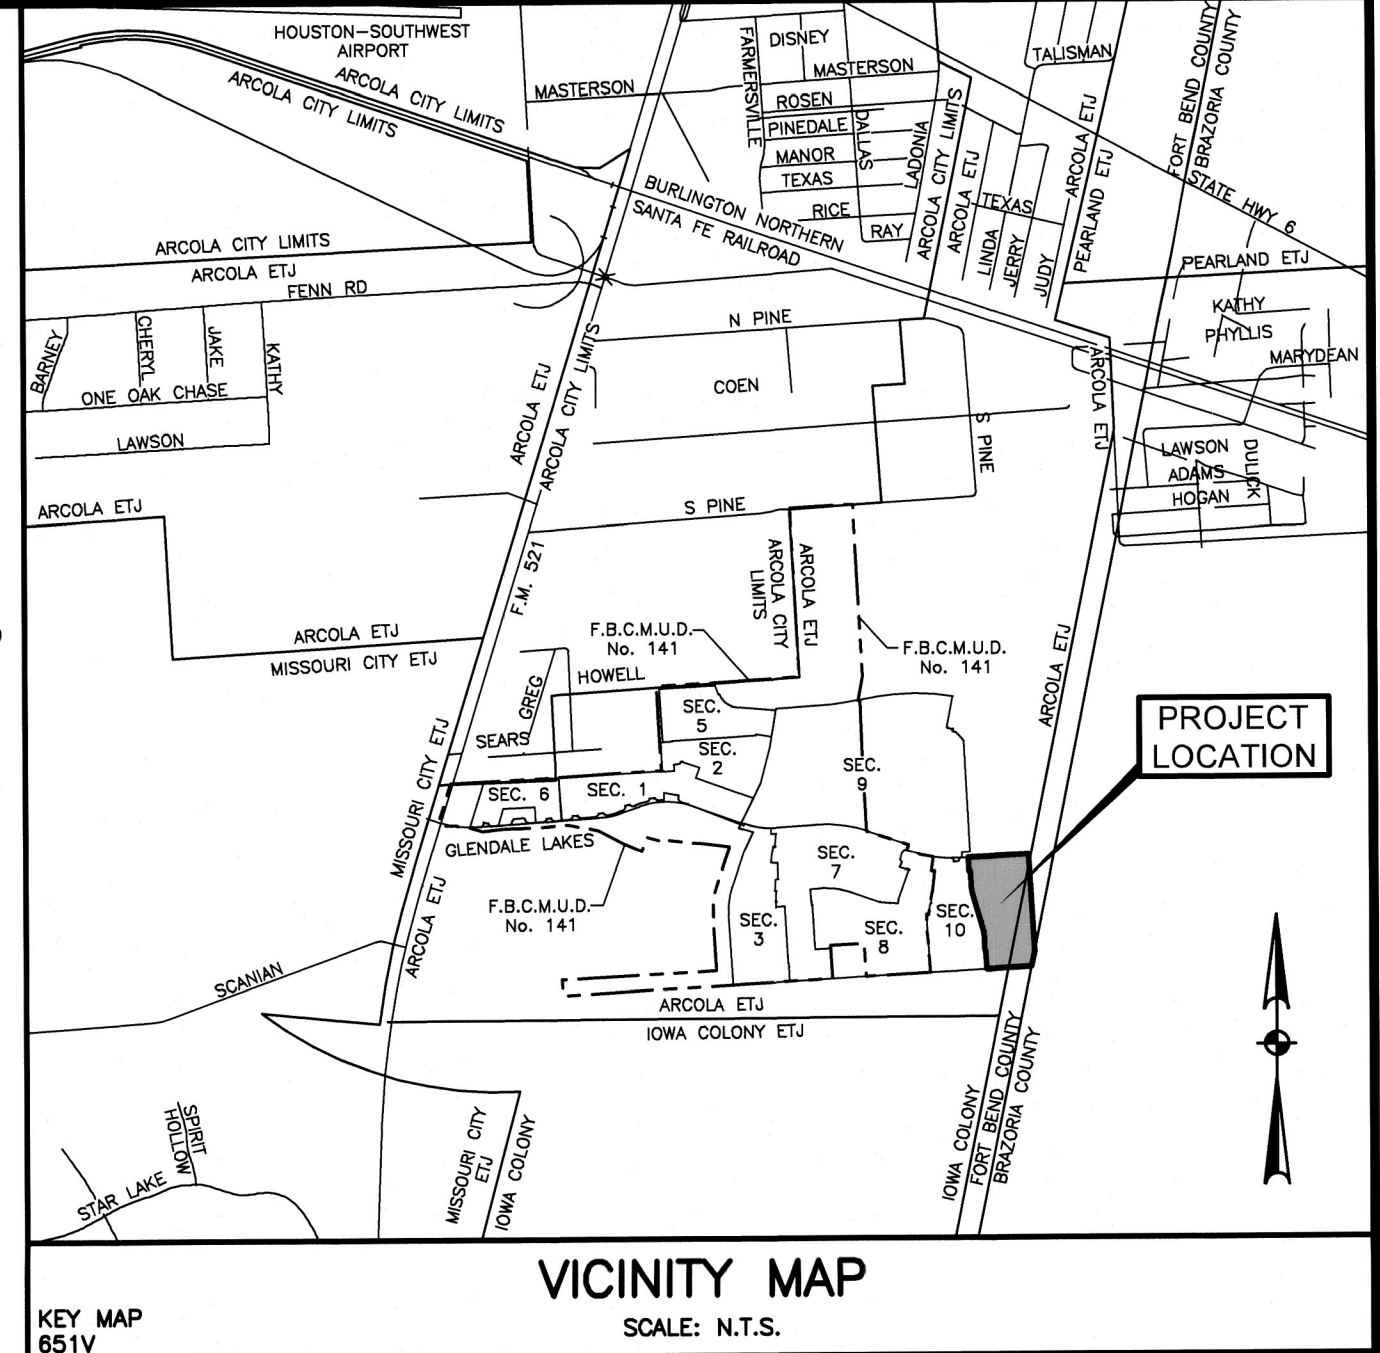 HOUSTON-SOUTHWEST
AIRPORT
ARCOLA CITY LIMITS
ARCOLA CITY LIMITS
MASTERSON
FARMERSVILLE
DISNEY
MASTERSON
ROSEN
PINEDALE
DALLAS
MANOR
TEXAS
RICE
RAY
LADONIA
ARCOLA CITY LIMITS
ARCOLA ETJ
TALISMAN
TEXAS
LINDA
JERRY
JUDY
ARCOLA ETJ
PEARLAND ETJ
FORT BEND COUNTY
BRAZORIA COUNTY
STATE HWY 6
BURLINGTON NORTHERN
SANTA FE RAILROAD
ARCOLA CITY LIMITS
ARCOLA ETJ
FENN RD
PEARLAND ETJ
KATHY
PHYLLIS
MARYDEAN
BARNEY
CHERYL
JAKE
KATHY
ONE OAK CHASE
LAWSON
N PINE
COEN
S PINE
ARCOLA ETJ
ARCOLA CITY LIMITS
ARCOLA ETJ
LAWSON
ADAMS
HOGAN
DULICK
ARCOLA ETJ
S PINE
F.M. 521
ARCOLA CITY
LIMITS
ARCOLA ETJ
ARCOLA ETJ
MISSOURI CITY ETJ
F.B.C.M.U.D.
No. 141
F.B.C.M.U.D.
No. 141
ARCOLA ETJ
HOWELL
GREG
SEARS
SEC.
5
SEC.
2
SEC.
9
PROJECT
LOCATION
MISSOURI CITY ETJ
SEC. 6
SEC. 1
GLENDALE LAKES
SEC.
7
F.B.C.M.U.D.
No. 141
SEC.
3
SEC.
8
SEC.
10
ARCOLA ETJ
SCANIAN
ARCOLA ETJ
IOWA COLONY ETJ
IOWA COLONY
FORT BEND COUNTY
BRAZORIA COUNTY
SPIRIT
HOLLOW
STAR LAKE
MISSOURI CITY
ETJ
IOWA COLONY
VICINITY MAP
SCALE: N.T.S.
KEY MAP
651V